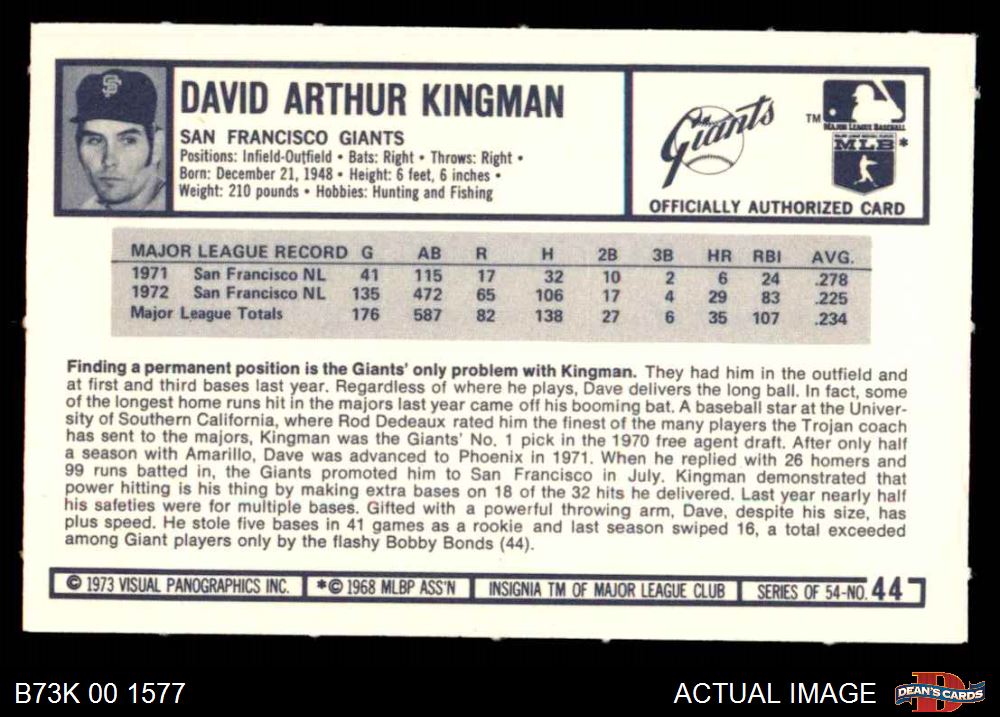 SF
DAVID ARTHUR KINGMAN
SAN FRANCISCO GIANTS
Positions: Infield-Outfield • Bats: Right • Throws: Right •
Born: December 21, 1948 • Height: 6 feet, 6 inches •
Weight: 210 pounds • Hobbies: Hunting and Fishing
Giants
TM
MAJOR LEAGUE BASEBALL
MLB *
OFFICIALLY AUTHORIZED CARD
MAJOR LEAGUE RECORD G AB R H 2B 3B HR RBI AVG.
1971 San Francisco NL 41 115 17 32 10 2 6 24 .278
1972 San Francisco NL 135 472 65 106 17 4 29 83 .225
Major League Totals 176 587 82 138 27 6 35 107 .234
Finding a permanent position is the Giants' only problem with Kingman. They had him in the outfield and
at first and third bases last year. Regardless of where he plays, Dave delivers the long ball. In fact, some
of the longest home runs hit in the majors last year came off his booming bat. A baseball star at the Univer-
sity of Southern California, where Rod Dedeaux rated him the finest of the many players the Trojan coach
has sent to the majors, Kingman was the Giants' No. 1 pick in the 1970 free agent draft. After only half
a season with Amarillo, Dave was advanced to Phoenix in 1971. When he replied with 26 homers and
99 runs batted in, the Giants promoted him to San Francisco in July. Kingman demonstrated that
power hitting is his thing by making extra bases on 18 of the 32 hits he delivered. Last year nearly half
his safeties were for multiple bases. Gifted with a powerful throwing arm, Dave, despite his size, has
plus speed. He stole five bases in 41 games as a rookie and last season swiped 16, a total exceeded
among Giant players only by the flashy Bobby Bonds (44).
© 1973 VISUAL PANOGRAPHICS INC. *© 1968 MLBP ASS'N INSIGNIA TM OF MAJOR LEAGUE CLUB SERIES OF 54-NO. 44
B73K 00 1577
ACTUAL IMAGE
DEAN'S CARDS